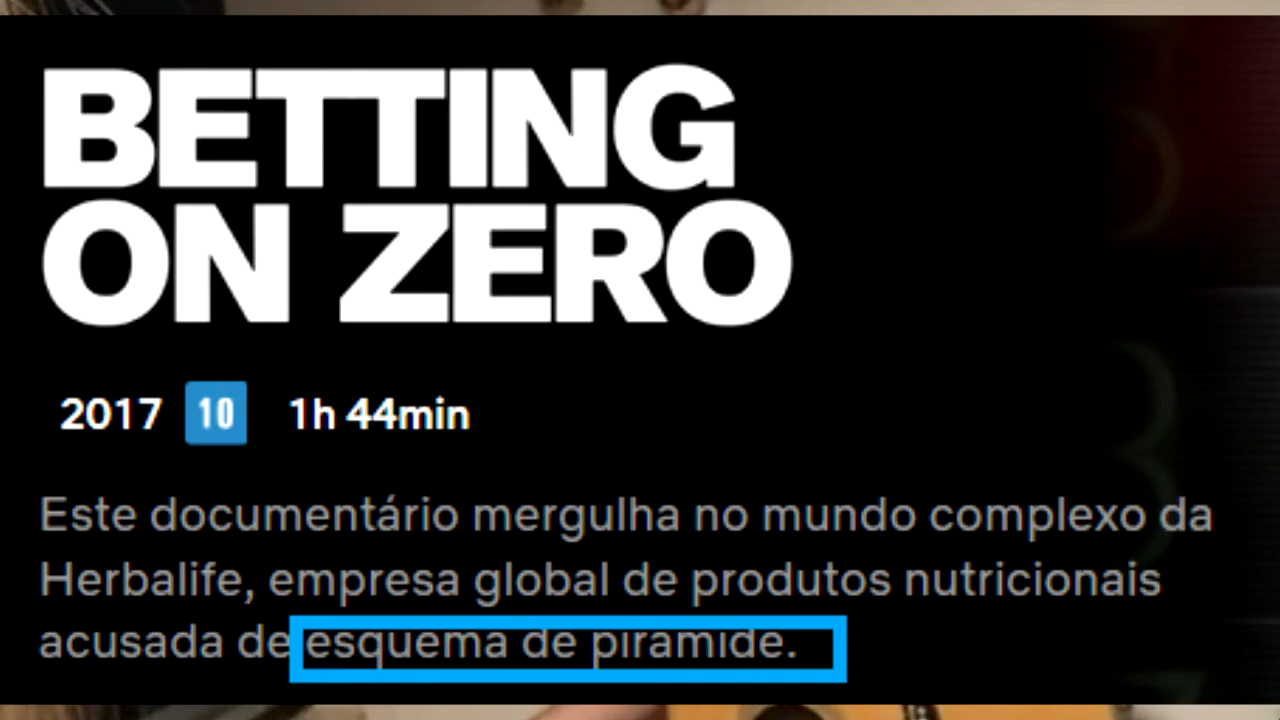 BETTING
ON ZERO
2017 10 1h 44min
Este documentário mergulha no mundo complexo da
Herbalife, empresa global de produtos nutricionais
acusada de esquema de pirâmide.